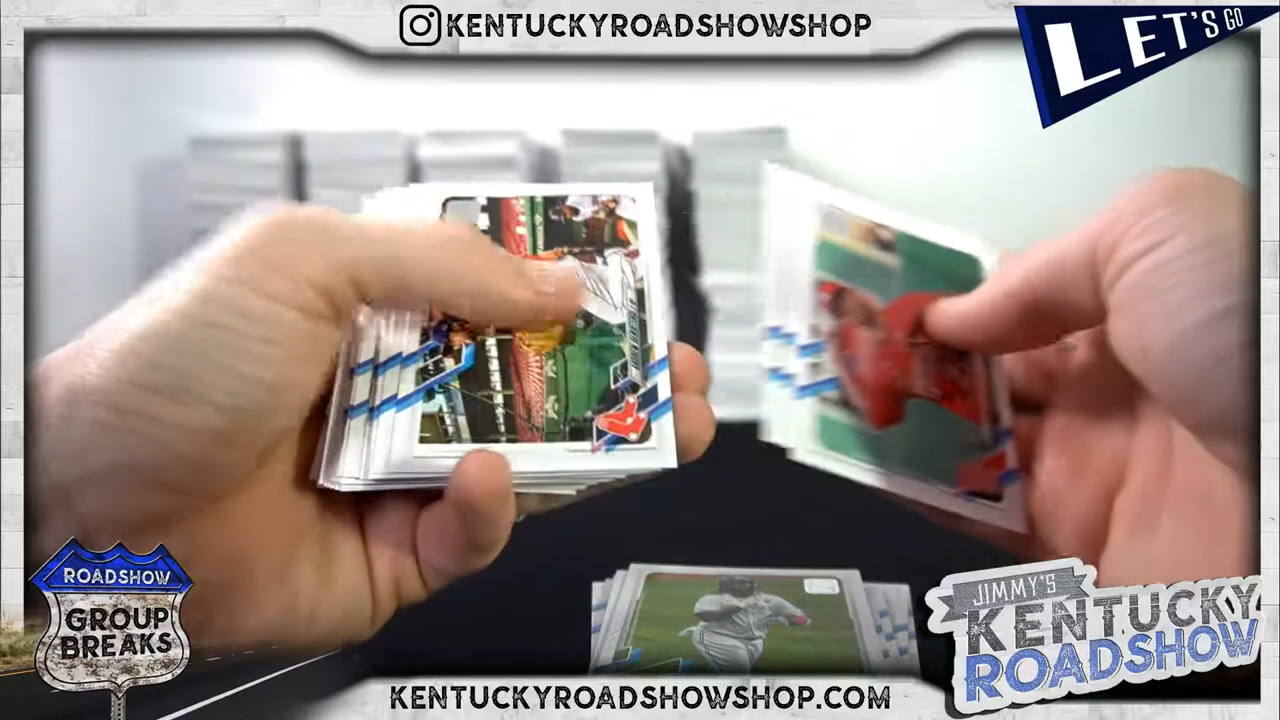 KENTUCKYROADSHOWSHOP
LET'S GO
ROADSHOW
GROUP
BREAKS
JIMMY'S
KENTUCKY
ROADSHOW
KENTUCKYROADSHOWSHOP.COM